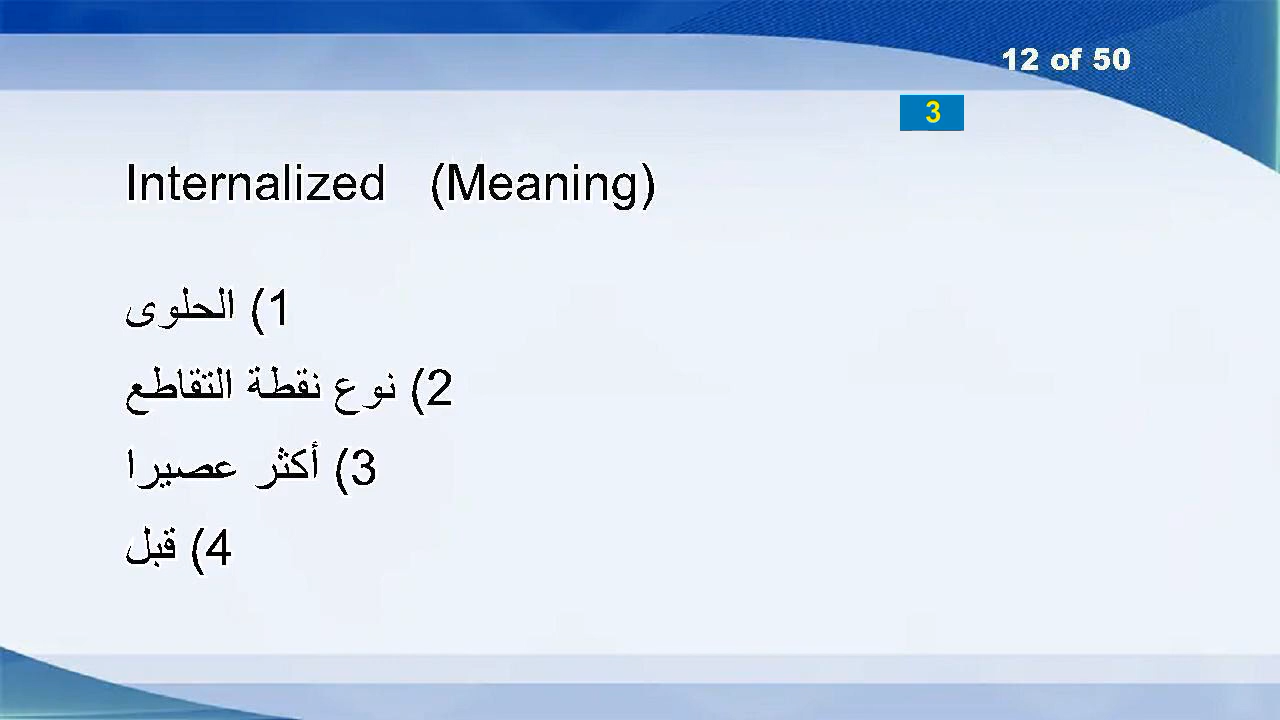 12 of 50
3
Internalized (Meaning)
1) الحلوى
2) نوع نقطة التقاطع
3) أكثر عصيرا
4) قبل